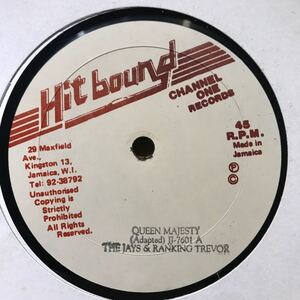 Hit bound
CHANNEL
ONE
RECORDS
29 Maxfield
Ave.,
Kingston 13,
Jamaica, W.I.
Tel: 92-38792
Unauthorised
Copying is
Strictly
Prohibited
All Rights
Reserved.
45
R.P.M.
Made in
Jamaica
P
©
QUEEN MAJESTY
(Adapted) JJ-7601 A
THE JAYS & RANKING TREVOR